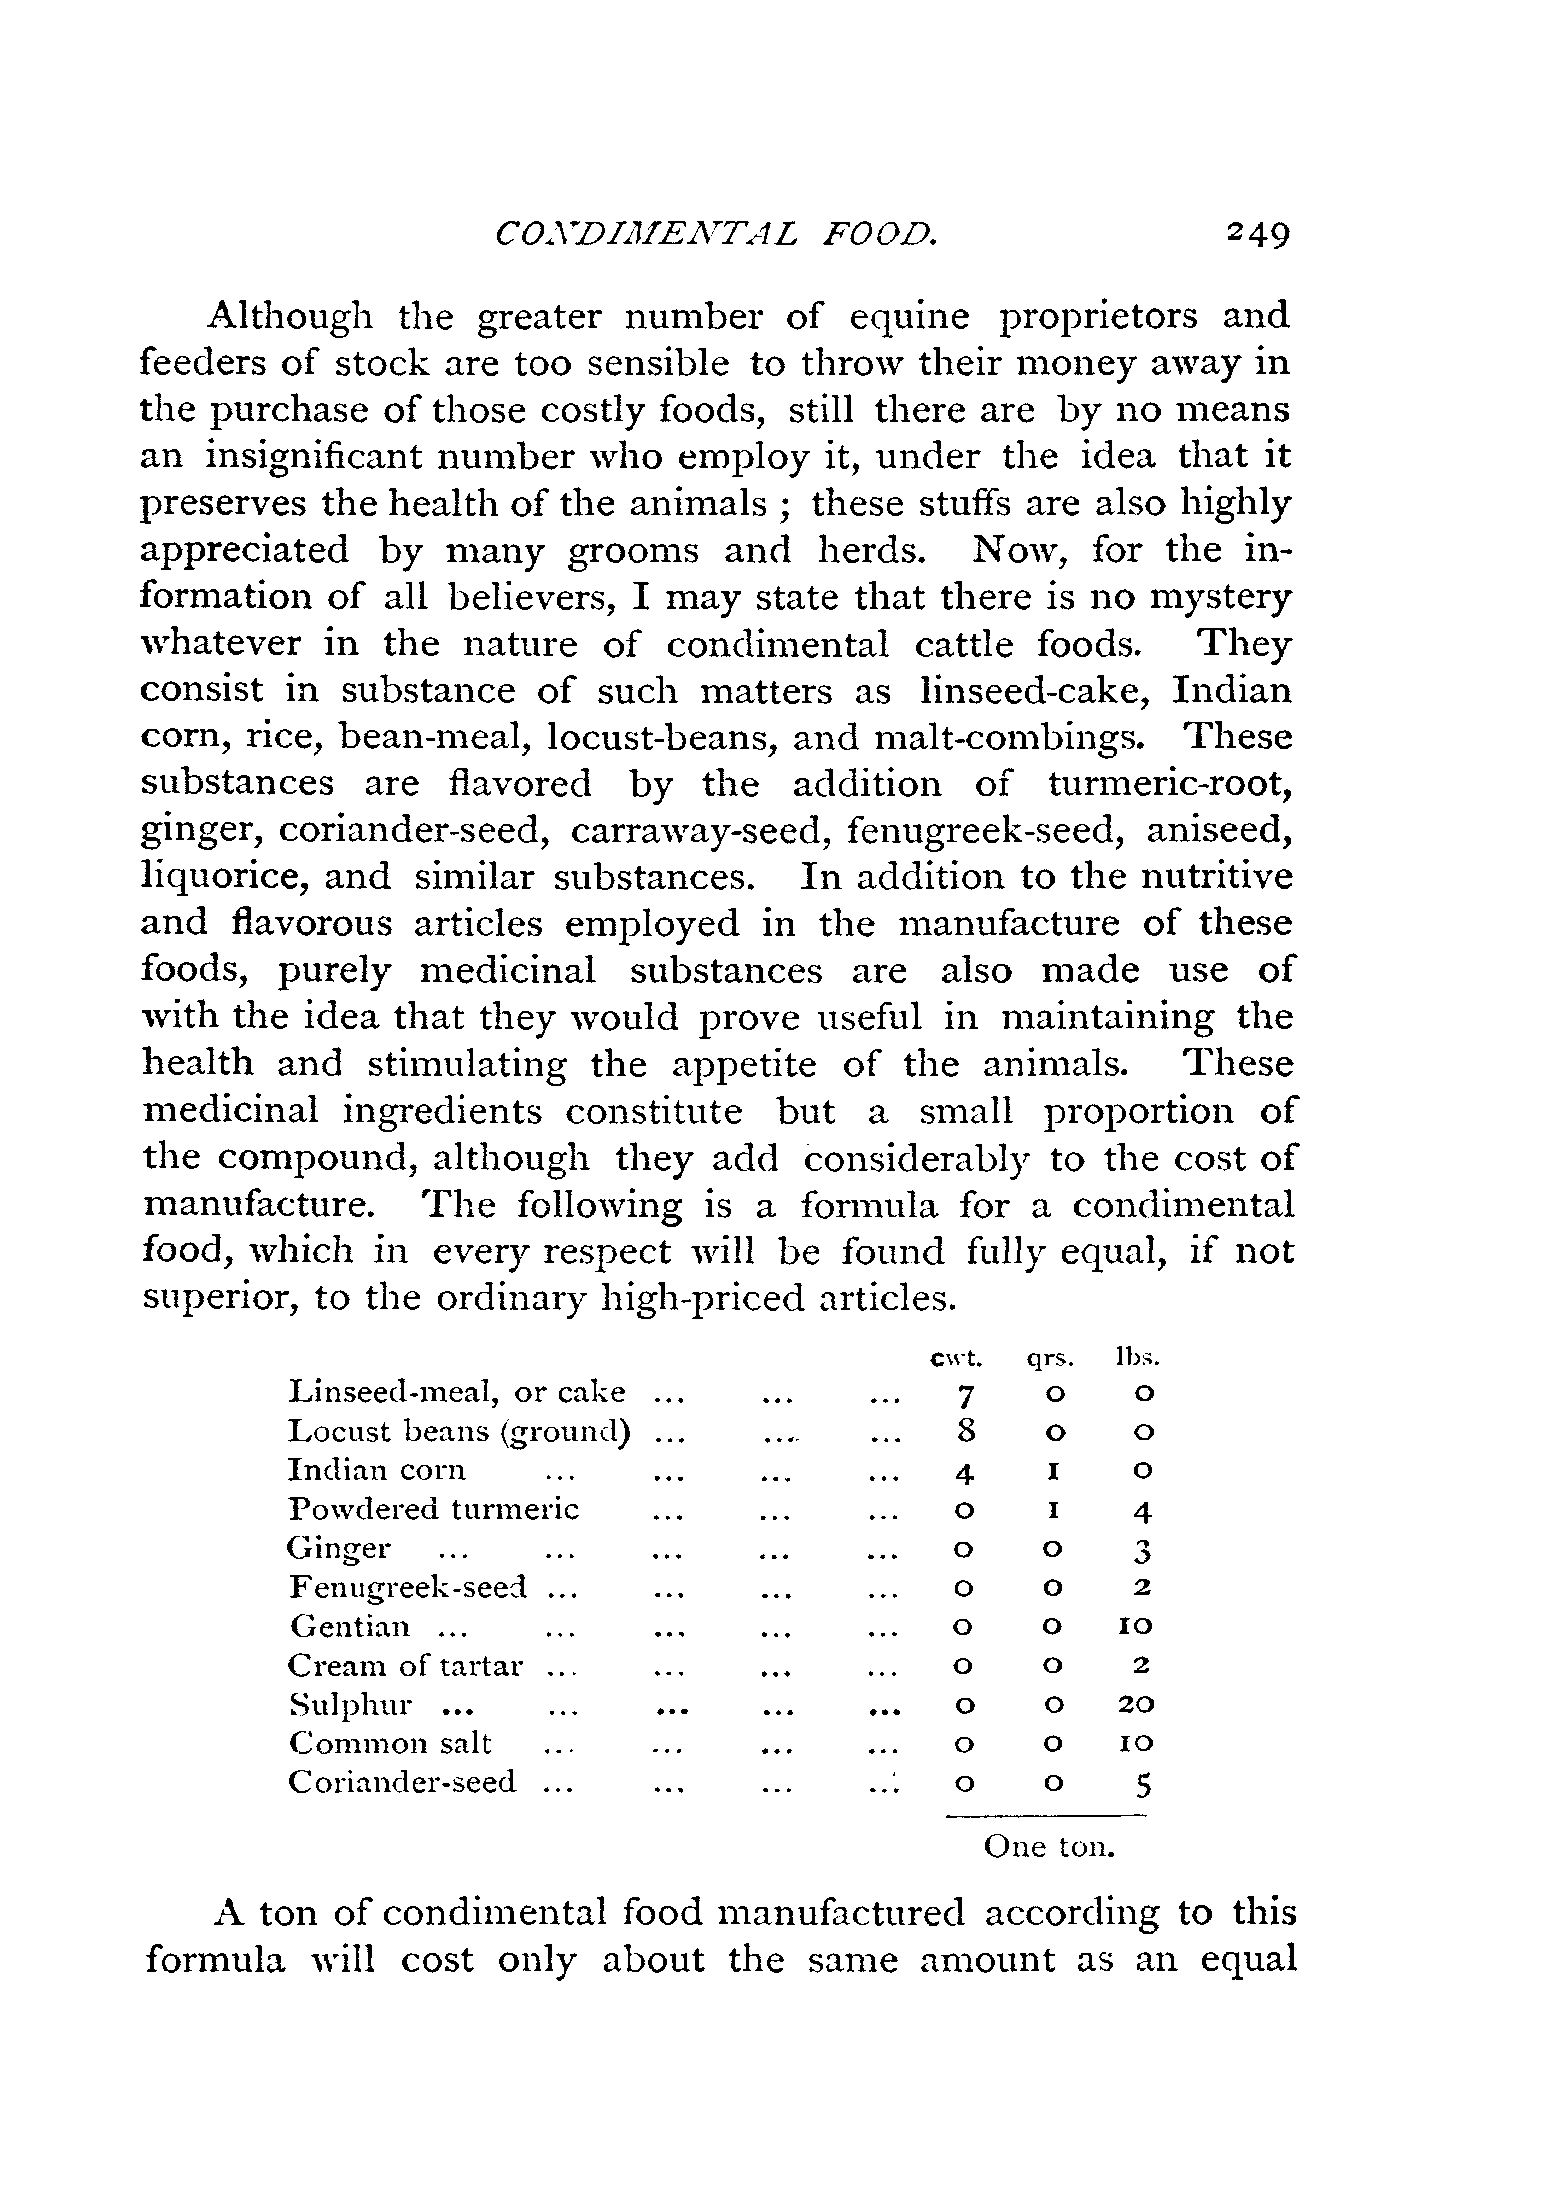 CONDIMENTAL FOOD. 249
Although the greater number of equine proprietors and
feeders of stock are too sensible to throw their money away in
the purchase of those costly foods, still there are by no means
an insignificant number who employ it, under the idea that it
preserves the health of the animals ; these stuffs are also highly
appreciated by many grooms and herds. Now, for the in-
formation of all believers, I may state that there is no mystery
whatever in the nature of condimental cattle foods. They
consist in substance of such matters as linseed-cake, Indian
corn, rice, bean-meal, locust-beans, and malt-combings. These
substances are flavored by the addition of turmeric-root,
ginger, coriander-seed, carraway-seed, fenugreek-seed, aniseed,
liquorice, and similar substances. In addition to the nutritive
and flavorous articles employed in the manufacture of these
foods, purely medicinal substances are also made use of
with the idea that they would prove useful in maintaining the
health and stimulating the appetite of the animals. These
medicinal ingredients constitute but a small proportion of
the compound, although they add considerably to the cost of
manufacture. The following is a formula for a condimental
food, which in every respect will be found fully equal, if not
superior, to the ordinary high-priced articles.
cwt. qrs. lbs.
Linseed-meal, or cake ... ... ... 7 0 0
Locust beans (ground) ... ... ... 8 0 0
Indian corn ... ... ... ... 4 1 0
Powdered turmeric ... ... ... 0 1 4
Ginger ... ... ... ... ... 0 0 3
Fenugreek-seed ... ... ... ... 0 0 2
Gentian ... ... ... ... ... 0 0 10
Cream of tartar ... ... ... ... 0 0 2
Sulphur ... ... ... ... ... 0 0 20
Common salt ... ... ... ... 0 0 10
Coriander-seed ... ... ... ... 0 0 5
One ton.
A ton of condimental food manufactured according to this
formula will cost only about the same amount as an equal